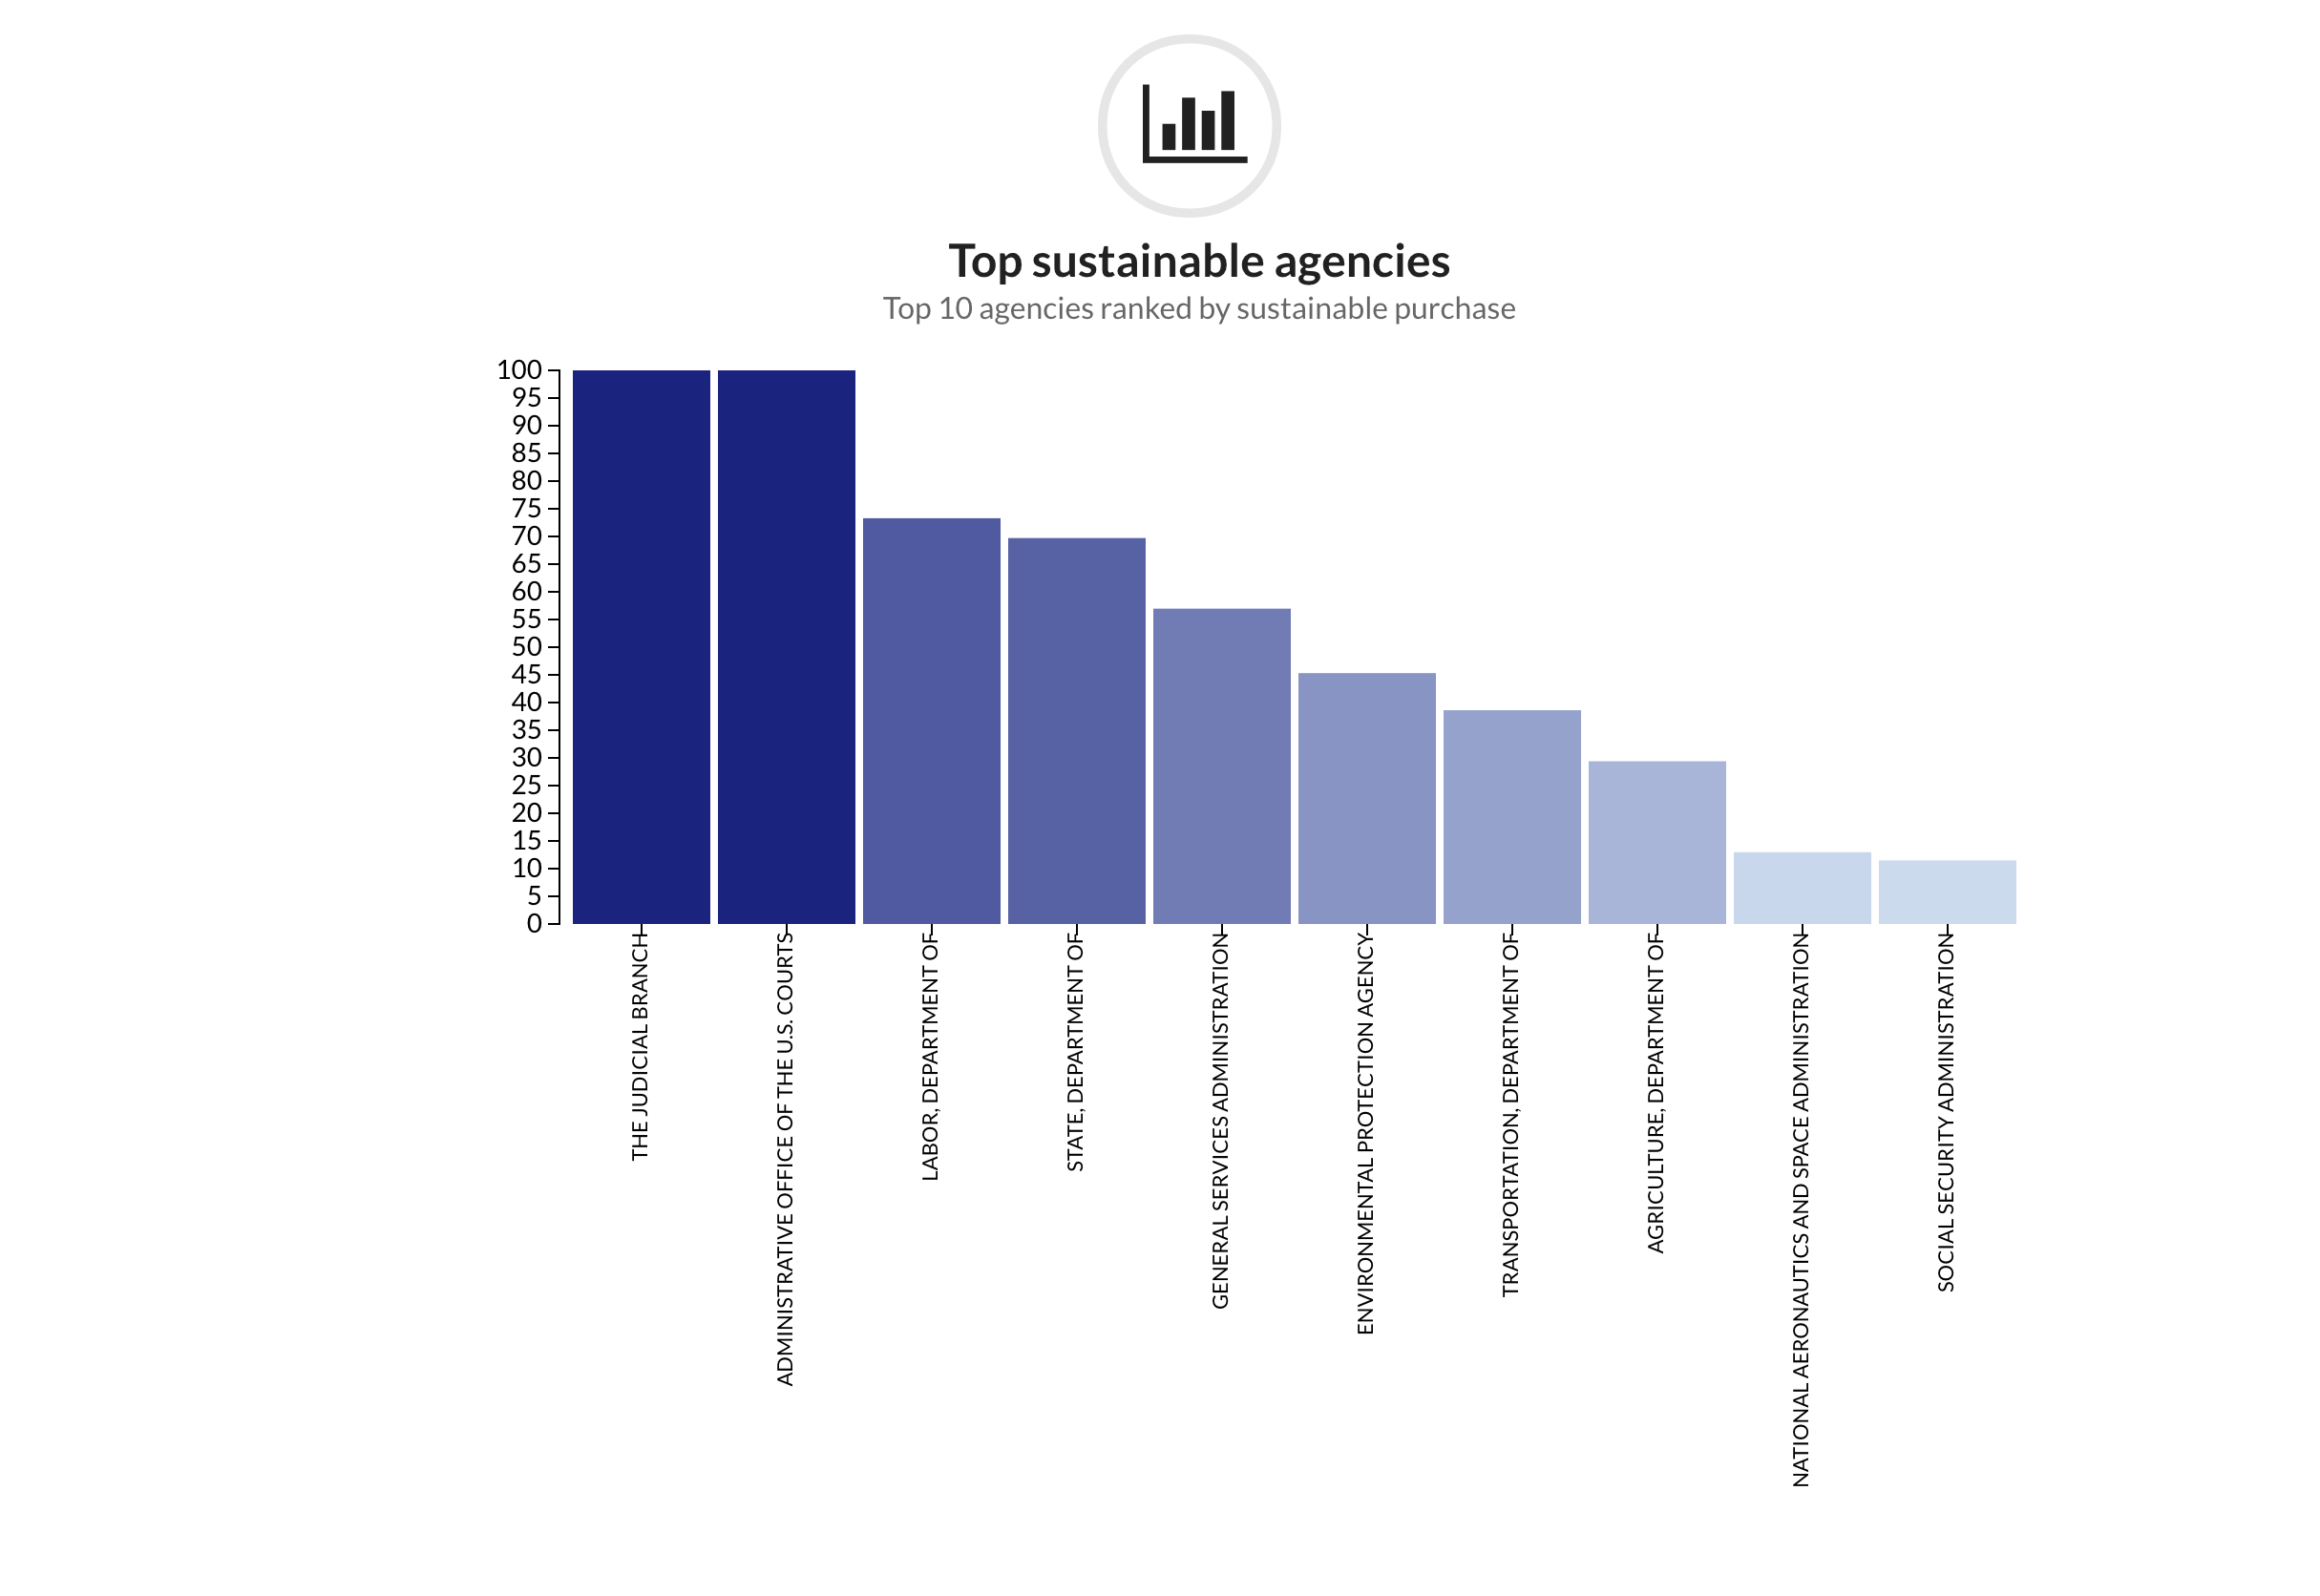 Top sustainable agencies
Top 10 agencies ranked by sustainable purchase
100
95
90
85
80
75
70
65
60
55
50
45
40
35
30
25
20
15
10
5
0
THE JUDICIAL BRANCH
ADMINISTRATIVE OFFICE OF THE U.S. COURTS
LABOR, DEPARTMENT OF
STATE, DEPARTMENT OF
GENERAL SERVICES ADMINISTRATION
ENVIRONMENTAL PROTECTION AGENCY
TRANSPORTATION, DEPARTMENT OF
AGRICULTURE, DEPARTMENT OF
NATIONAL AERONAUTICS AND SPACE ADMINISTRATION
SOCIAL SECURITY ADMINISTRATION